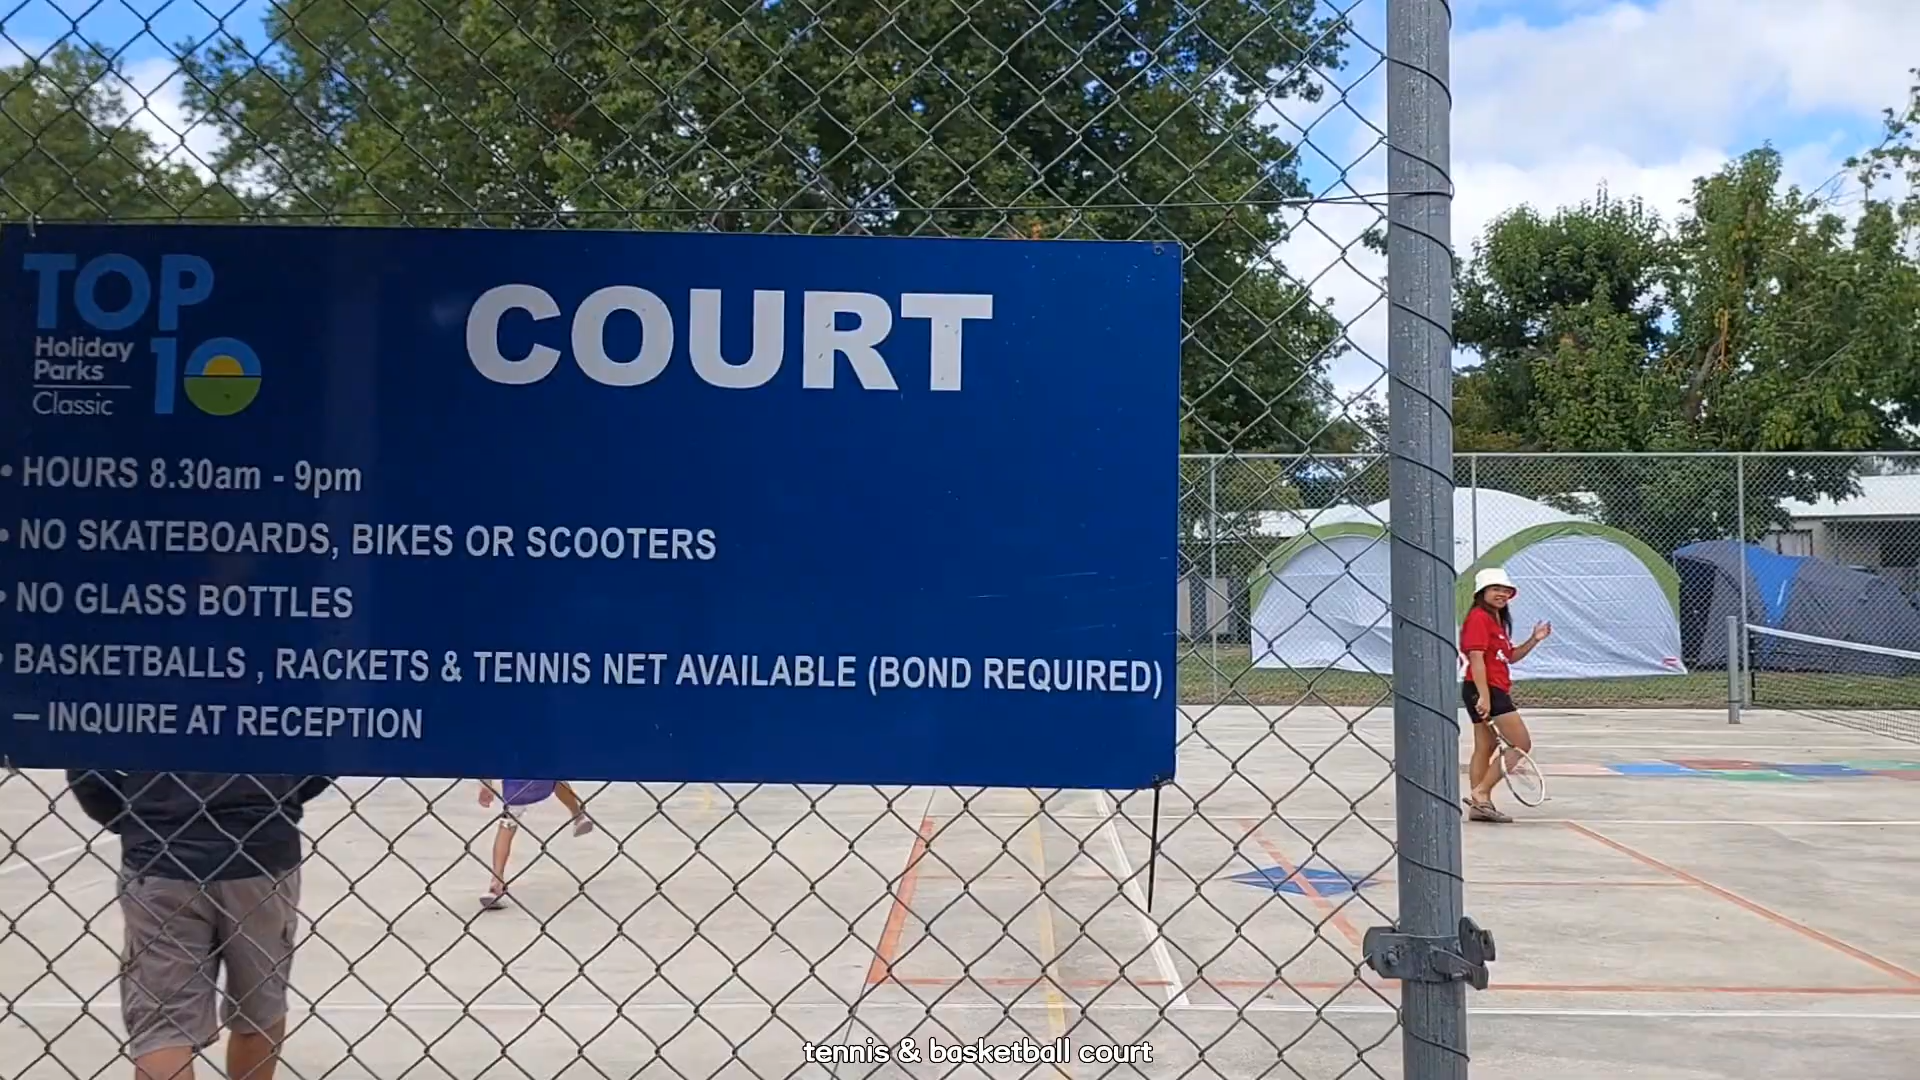 TOP
10
Holiday
Parks
Classic
COURT
• HOURS 8.30am - 9pm
• NO SKATEBOARDS, BIKES OR SCOOTERS
• NO GLASS BOTTLES
• BASKETBALLS , RACKETS & TENNIS NET AVAILABLE (BOND REQUIRED)
– INQUIRE AT RECEPTION
tennis & basketball court